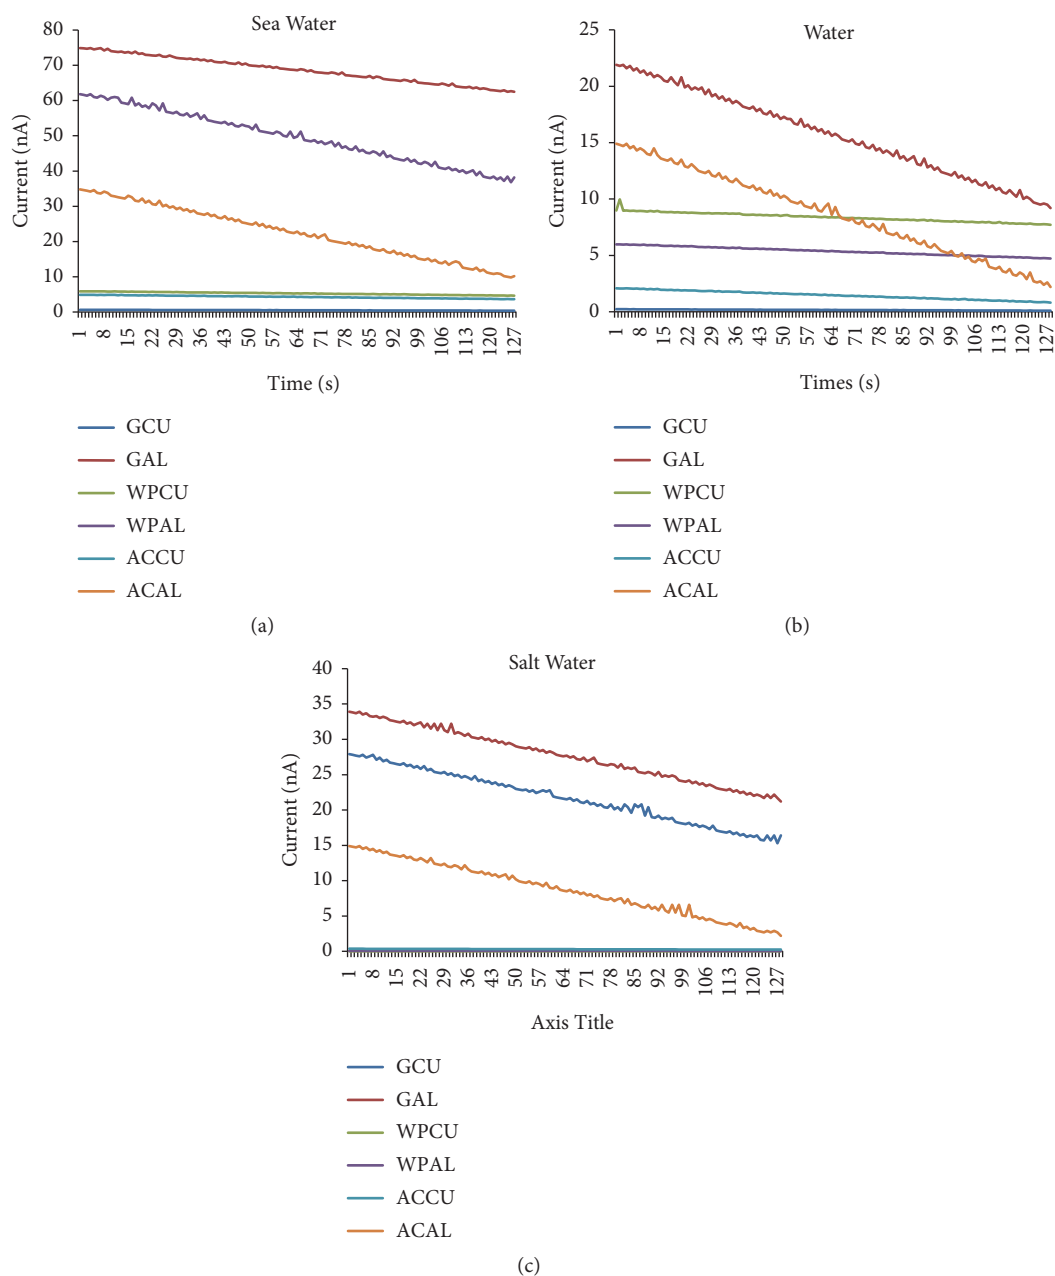 Sea Water
Current (nA)
80
70
60
50
40
30
20
10
0
1 8 15 22 29 36 43 50 57 64 71 78 85 92 99 106 113 120 127
Time (s)
GCU
GAL
WPCU
WPAL
ACCU
ACAL
(a)
Water
Current (nA)
25
20
15
10
5
0
1 8 15 22 29 36 43 50 57 64 71 78 85 92 99 106 113 120 127
Times (s)
GCU
GAL
WPCU
WPAL
ACCU
ACAL
(b)
Salt Water
Current (nA)
40
35
30
25
20
15
10
5
0
1 8 15 22 29 36 43 50 57 64 71 78 85 92 99 106 113 120 127
Axis Title
GCU
GAL
WPCU
WPAL
ACCU
ACAL
(c)